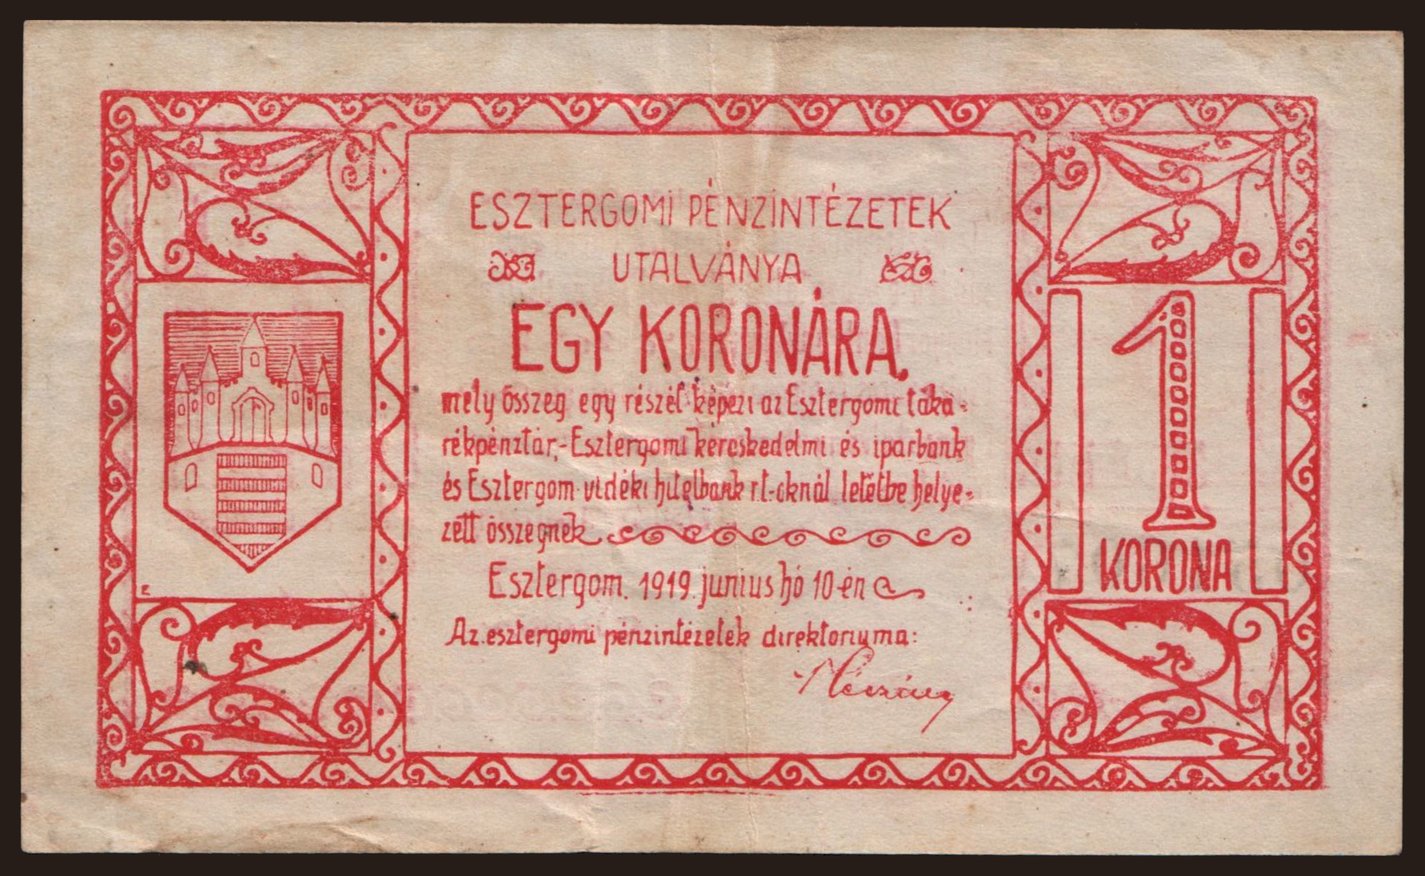 ESZTERGOMI PÉNZINTÉZETEK
UTALVÁNYA
EGY KORONÁRA,
mely összeg egy részét képezi az Esztergomi taka-
rékpénztár,-Esztergomi kereskedelmi és iparbank
és Esztergom-vidéki hitelbank r.t.-oknál letétbe helye-
zett összegnek
Esztergom. 1919. junius hó 10-én
Az esztergomi pénzintézetek direktoriuma:
1
KORONA